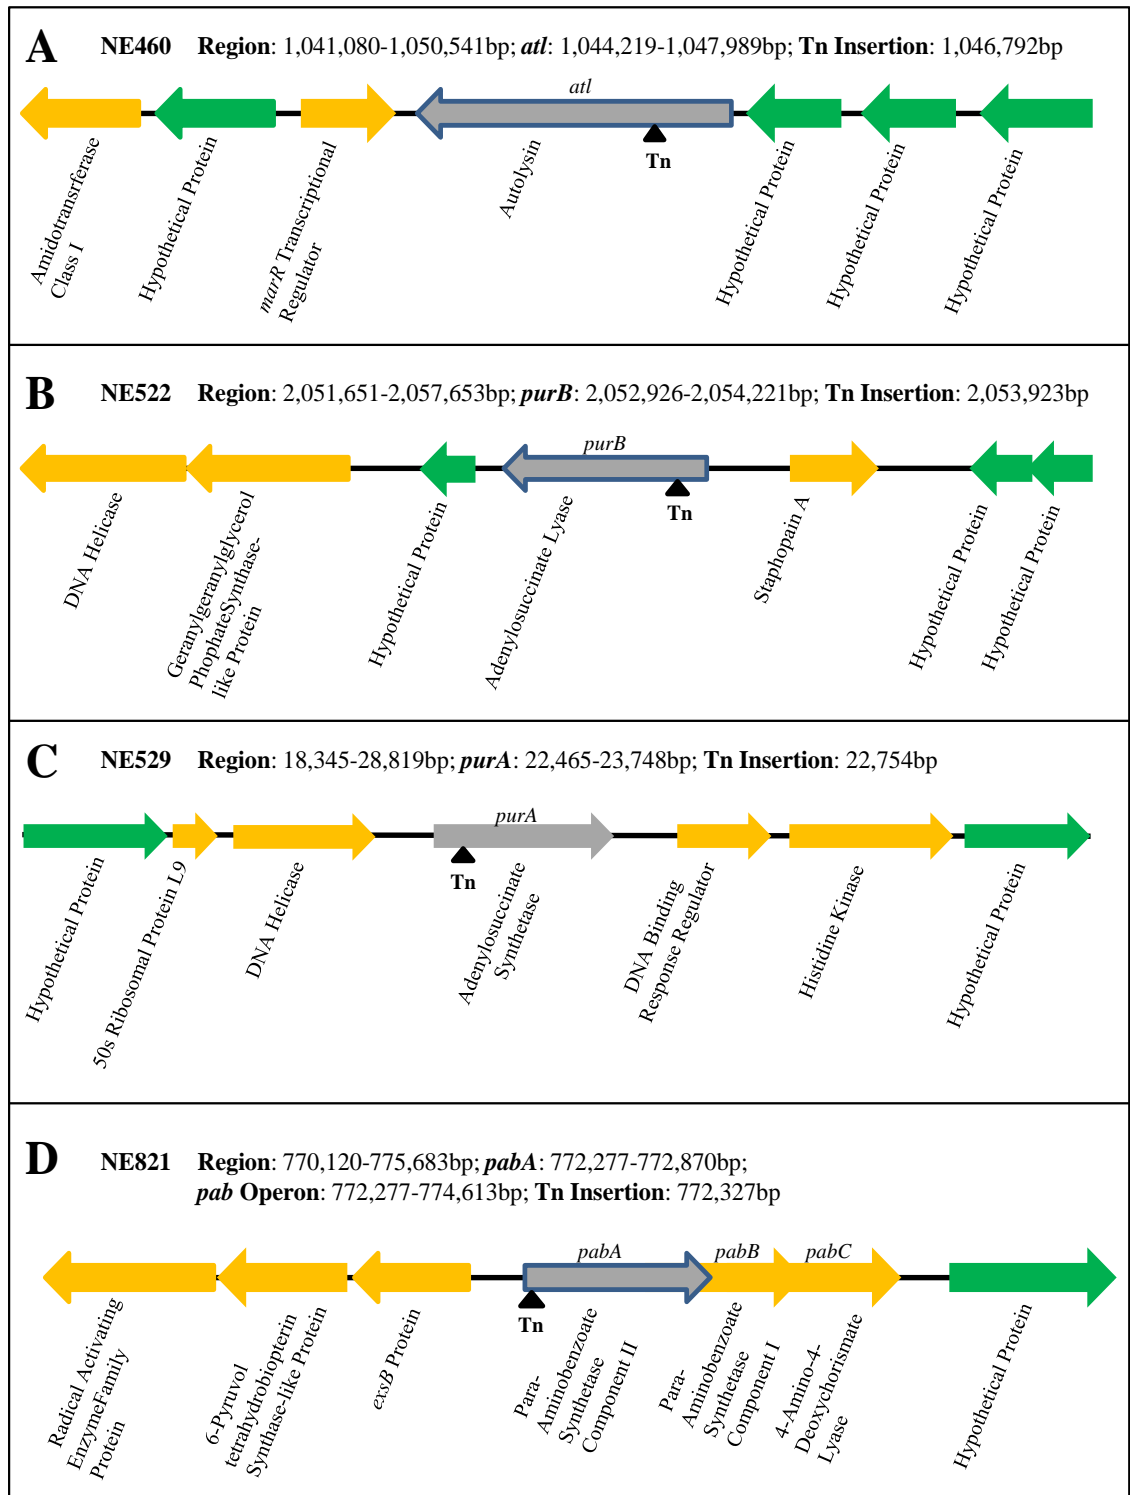 A NE460 Region: 1,041,080-1,050,541bp; atl: 1,044,219-1,047,989bp; Tn Insertion: 1,046,792bp
atl
Tn
Amidotransrferase
Class I
Hypothetical Protein
marR Transcriptional
Regulator
Autolysin
Hypothetical Protein
Hypothetical Protein
Hypothetical Protein
B NE522 Region: 2,051,651-2,057,653bp; purB: 2,052,926-2,054,221bp; Tn Insertion: 2,053,923bp
purB
Tn
DNA Helicase
Geranylgeranylglycerol
PhophateSynthase-
like Protein
Hypothetical Protein
Adenylosuccinate Lyase
Staphopain A
Hypothetical Protein
Hypothetical Protein
C NE529 Region: 18,345-28,819bp; purA: 22,465-23,748bp; Tn Insertion: 22,754bp
purA
Tn
Hypothetical Protein
50s Ribosomal Protein L9
DNA Helicase
Adenylosuccinate
Synthetase
DNA Binding
Response Regulator
Histidine Kinase
Hypothetical Protein
D NE821 Region: 770,120-775,683bp; pabA: 772,277-772,870bp;
pab Operon: 772,277-774,613bp; Tn Insertion: 772,327bp
pabA pabB pabC
Tn
Radical Activating
EnzymeFamily
Protein
6-Pyruvol
tetrahydrobiopterin
Synthase-like Protein
exsB Protein
Para-
Aminobenzoate
Synthetase
Component II
Para-
Aminobenzoate
Synthetase
Component I
4-Amino-4-
Deoxychorismate
Lyase
Hypothetical Protein